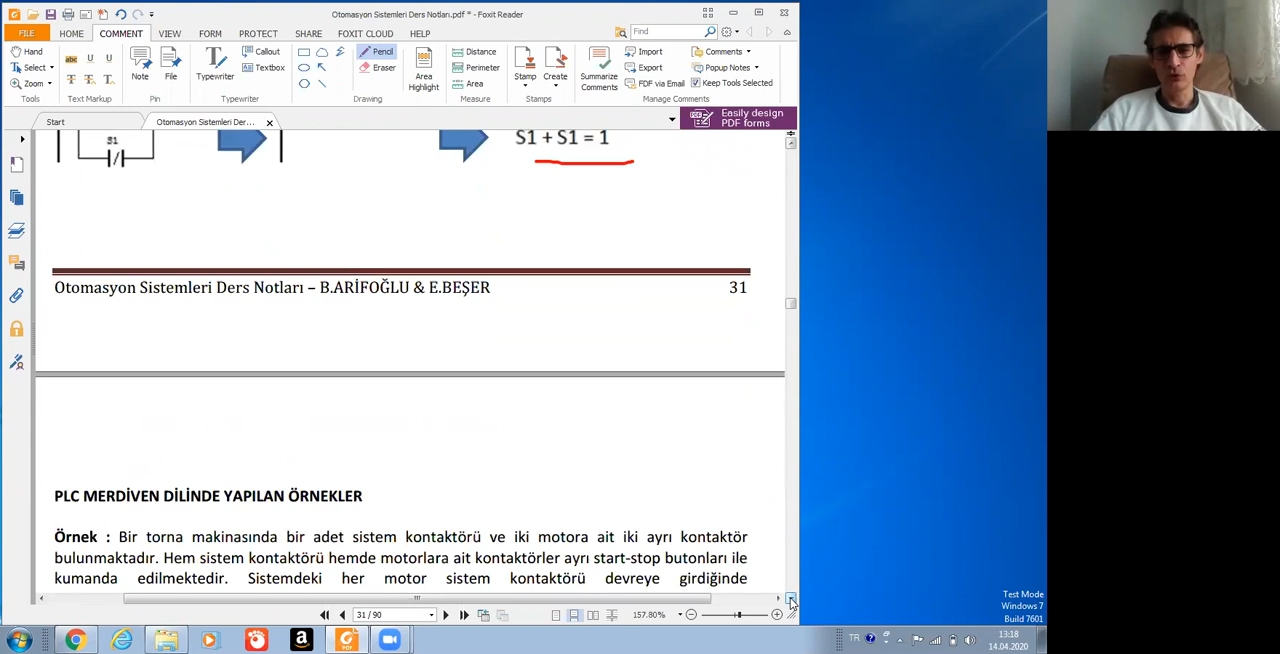 Otomasyon Sistemleri Ders Notları.pdf * - Foxit Reader
FILE HOME COMMENT VIEW FORM PROTECT SHARE FOXIT CLOUD HELP
Find
Hand
Select
Zoom
Tools
abc U U
T T T
Text Markup
Note
File
Pin
Typewriter
Callout
Textbox
Typewriter
Pencil
Eraser
Drawing
Area
Highlight
Distance
Perimeter
Area
Measure
Stamp
Create
Stamps
Summarize
Comments
Import
Export
FDF via Email
Comments
Popup Notes
Keep Tools Selected
Manage Comments
Start
Otomasyon Sistemleri Der...
Easily design
PDF forms
S1
S1 + S1 = 1
Otomasyon Sistemleri Ders Notları – B.ARİFOĞLU & E.BEŞER 31
PLC MERDİVEN DİLİNDE YAPILAN ÖRNEKLER
Örnek : Bir torna makinasında bir adet sistem kontaktörü ve iki motora ait iki ayrı kontaktör
bulunmaktadır. Hem sistem kontaktörü hemde motorlara ait kontaktörler ayrı start-stop butonları ile
kumanda edilmektedir. Sistemdeki her motor sistem kontaktörü devreye girdiğinde
31 / 90
157.80%
Test Mode
Windows 7
Build 7601
TR
13:18
14.04.2020